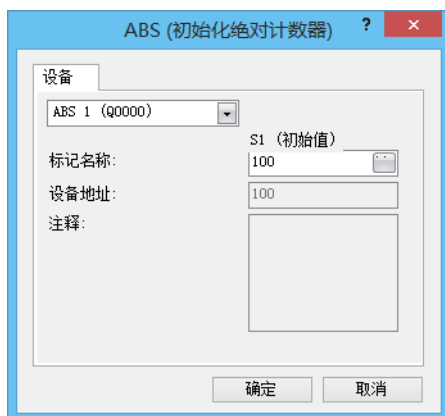 ABS (初始化绝对计数器)
?
×
设备
ABS 1 (Q0000)
S1 (初始值)
标记名称:
100
设备地址:
100
注释:
确定
取消